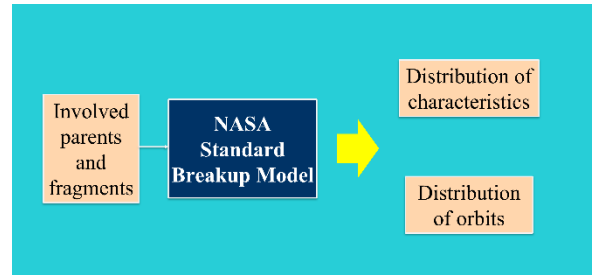 Involved
parents
and
fragments
NASA
Standard
Breakup Model
Distribution of
characteristics
Distribution
of orbits